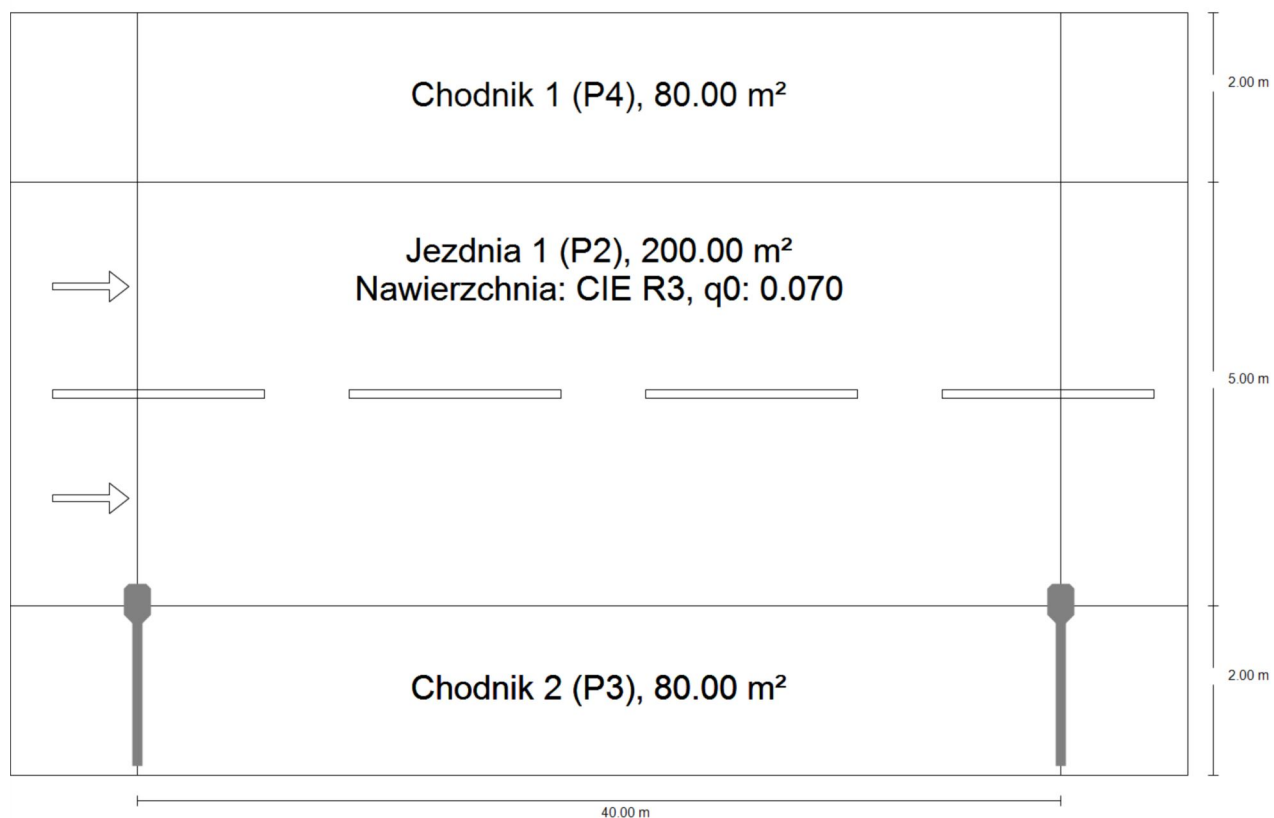 Chodnik 1 (P4), 80.00 m²
2.00 m
Jezdnia 1 (P2), 200.00 m²
Nawierzchnia: CIE R3, q0: 0.070
5.00 m
Chodnik 2 (P3), 80.00 m²
2.00 m
40.00 m